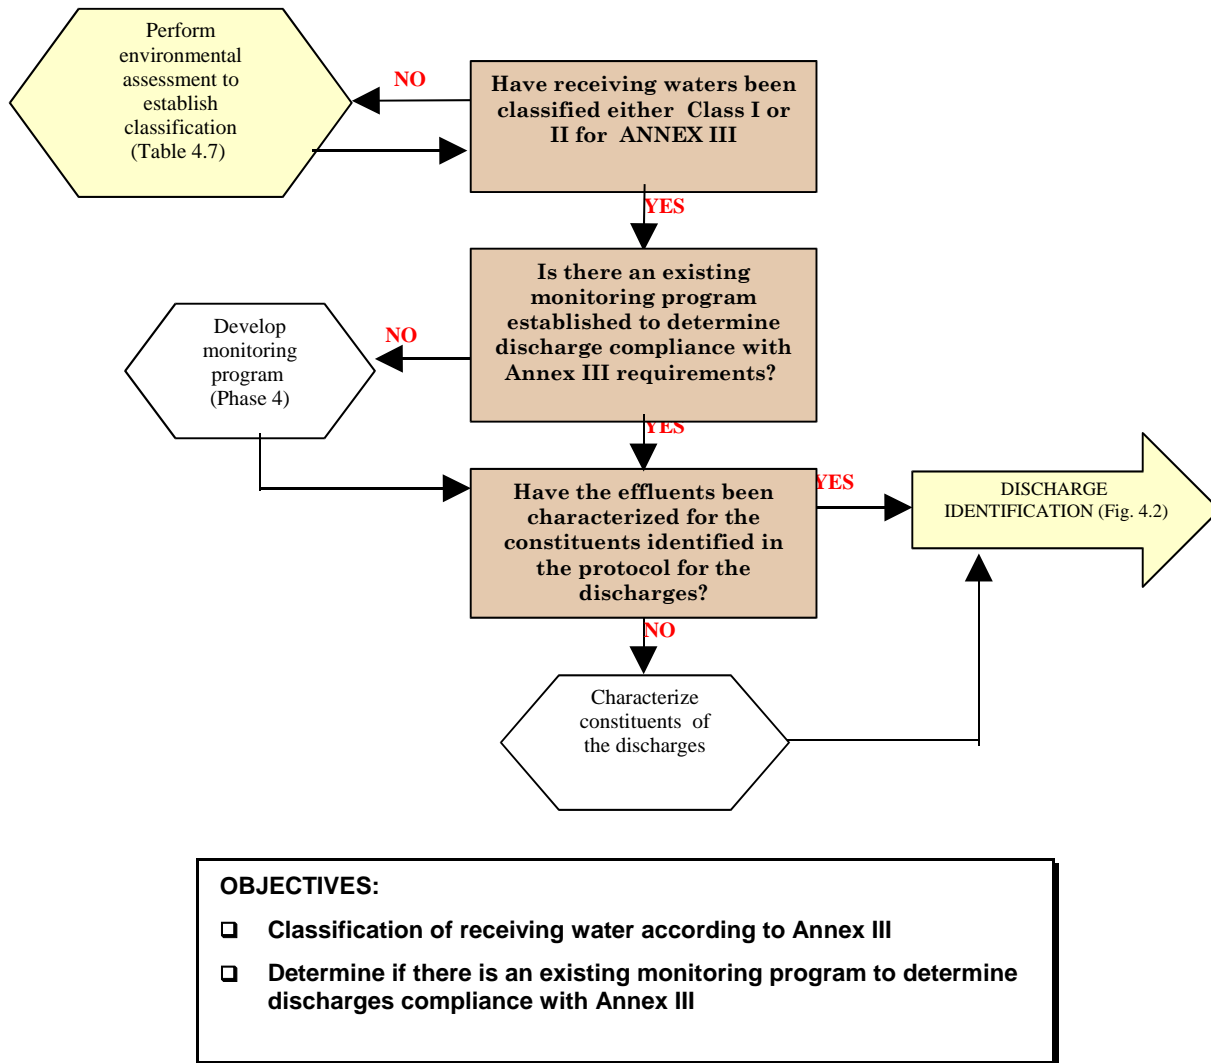 Perform
environmental
assessment to
establish
classification
(Table 4.7)
NO
Have receiving waters been
classified either Class I or
II for ANNEX III
YES
Is there an existing
monitoring program
established to determine
discharge compliance with
Annex III requirements?
NO
Develop
monitoring
program
(Phase 4)
YES
Have the effluents been
characterized for the
constituents identified in
the protocol for the
discharges?
YES
DISCHARGE
IDENTIFICATION (Fig. 4.2)
NO
Characterize
constituents of
the discharges
OBJECTIVES:
❑ Classification of receiving water according to Annex III
❑ Determine if there is an existing monitoring program to determine
discharges compliance with Annex III